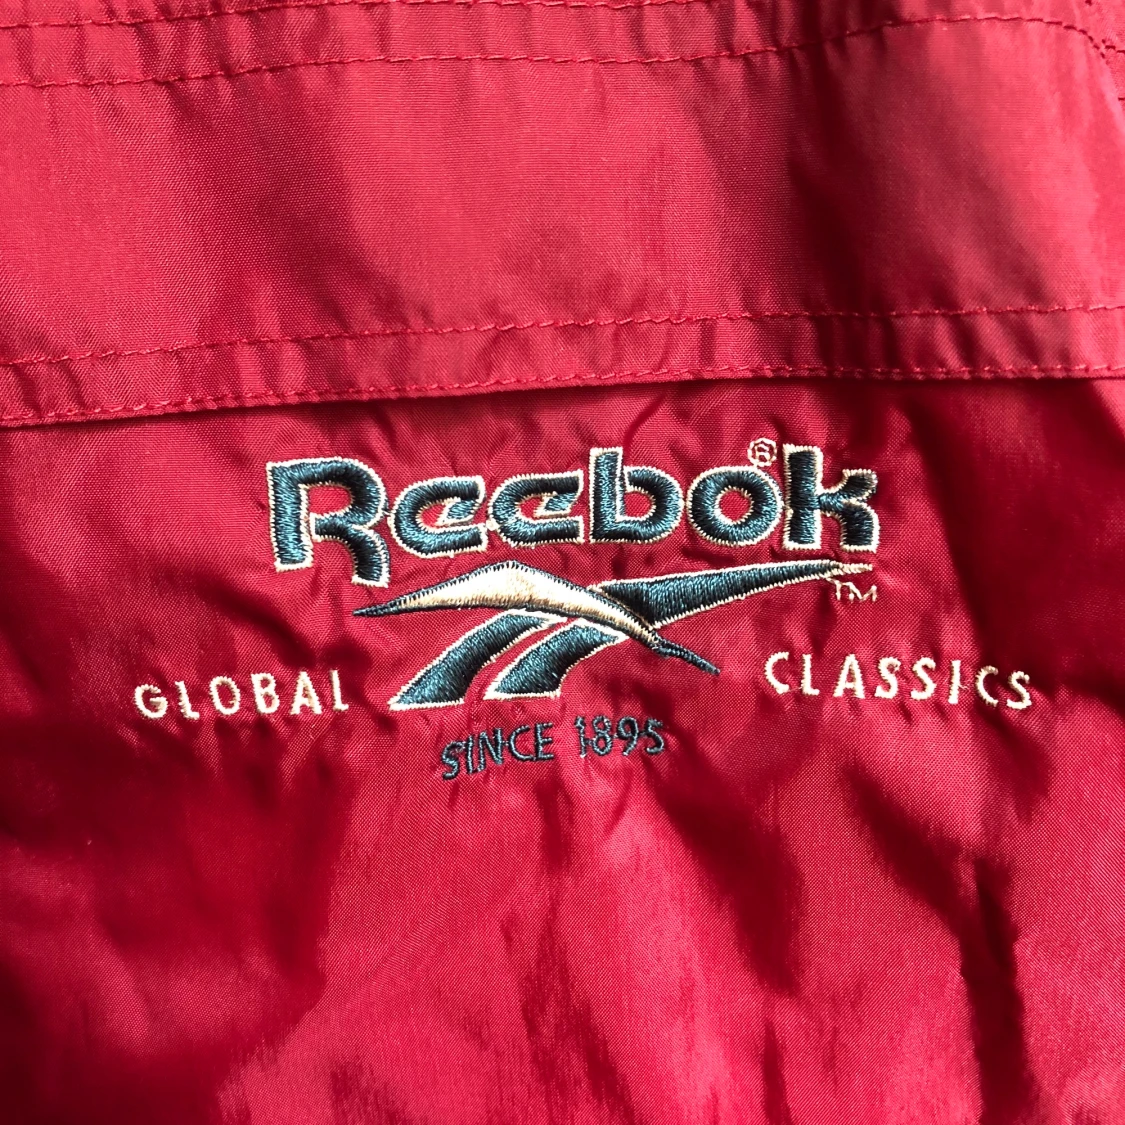 Reebok®
TM
GLOBAL CLASSICS
SINCE 1895